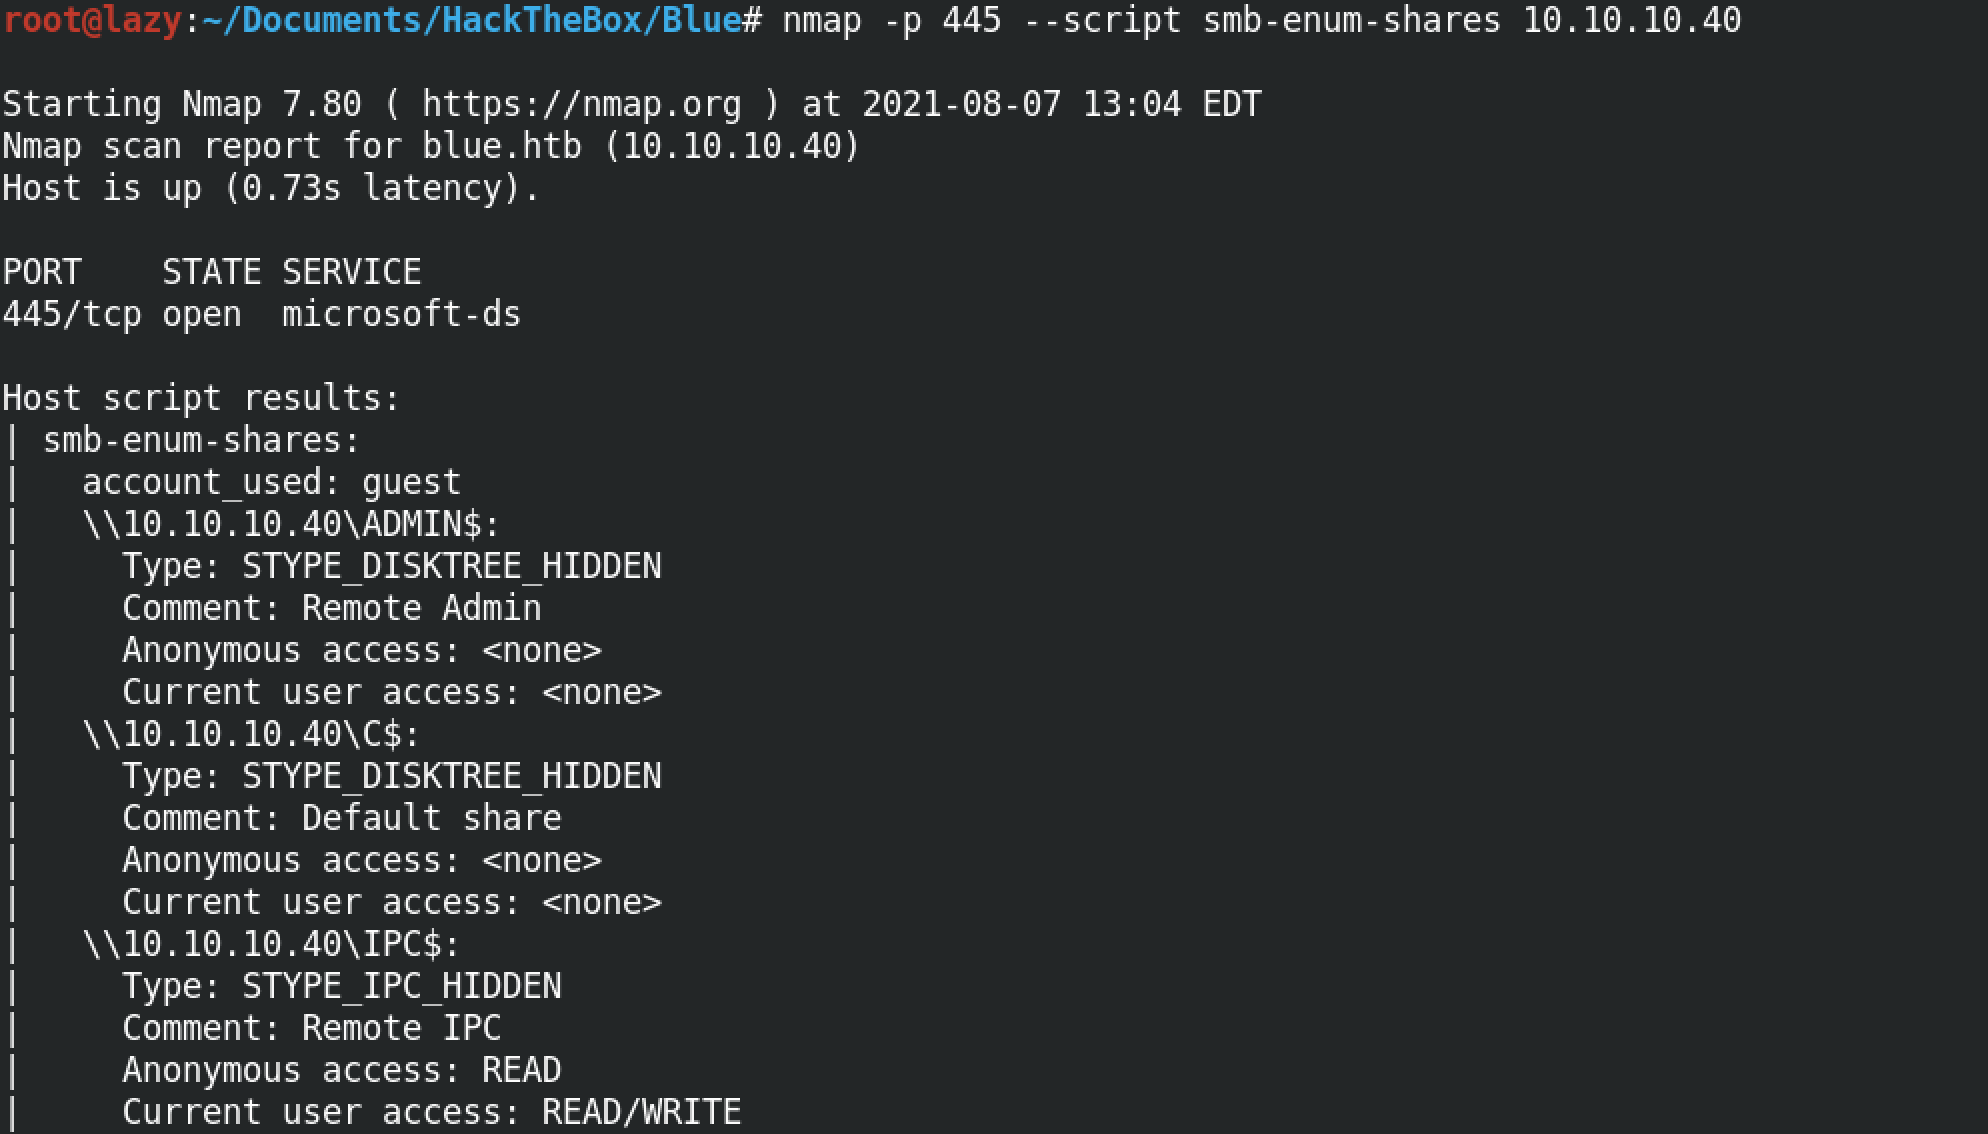 root@lazy:~/Documents/HackTheBox/Blue# nmap -p 445 --script smb-enum-shares 10.10.10.40
Starting Nmap 7.80 ( https://nmap.org ) at 2021-08-07 13:04 EDT
Nmap scan report for blue.htb (10.10.10.40)
Host is up (0.73s latency).
PORT    STATE SERVICE
445/tcp open  microsoft-ds
Host script results:
| smb-enum-shares:
|   account_used: guest
|   \\10.10.10.40\ADMIN$:
|     Type: STYPE_DISKTREE_HIDDEN
|     Comment: Remote Admin
|     Anonymous access: <none>
|     Current user access: <none>
|   \\10.10.10.40\C$:
|     Type: STYPE_DISKTREE_HIDDEN
|     Comment: Default share
|     Anonymous access: <none>
|     Current user access: <none>
|   \\10.10.10.40\IPC$:
|     Type: STYPE_IPC_HIDDEN
|     Comment: Remote IPC
|     Anonymous access: READ
|     Current user access: READ/WRITE